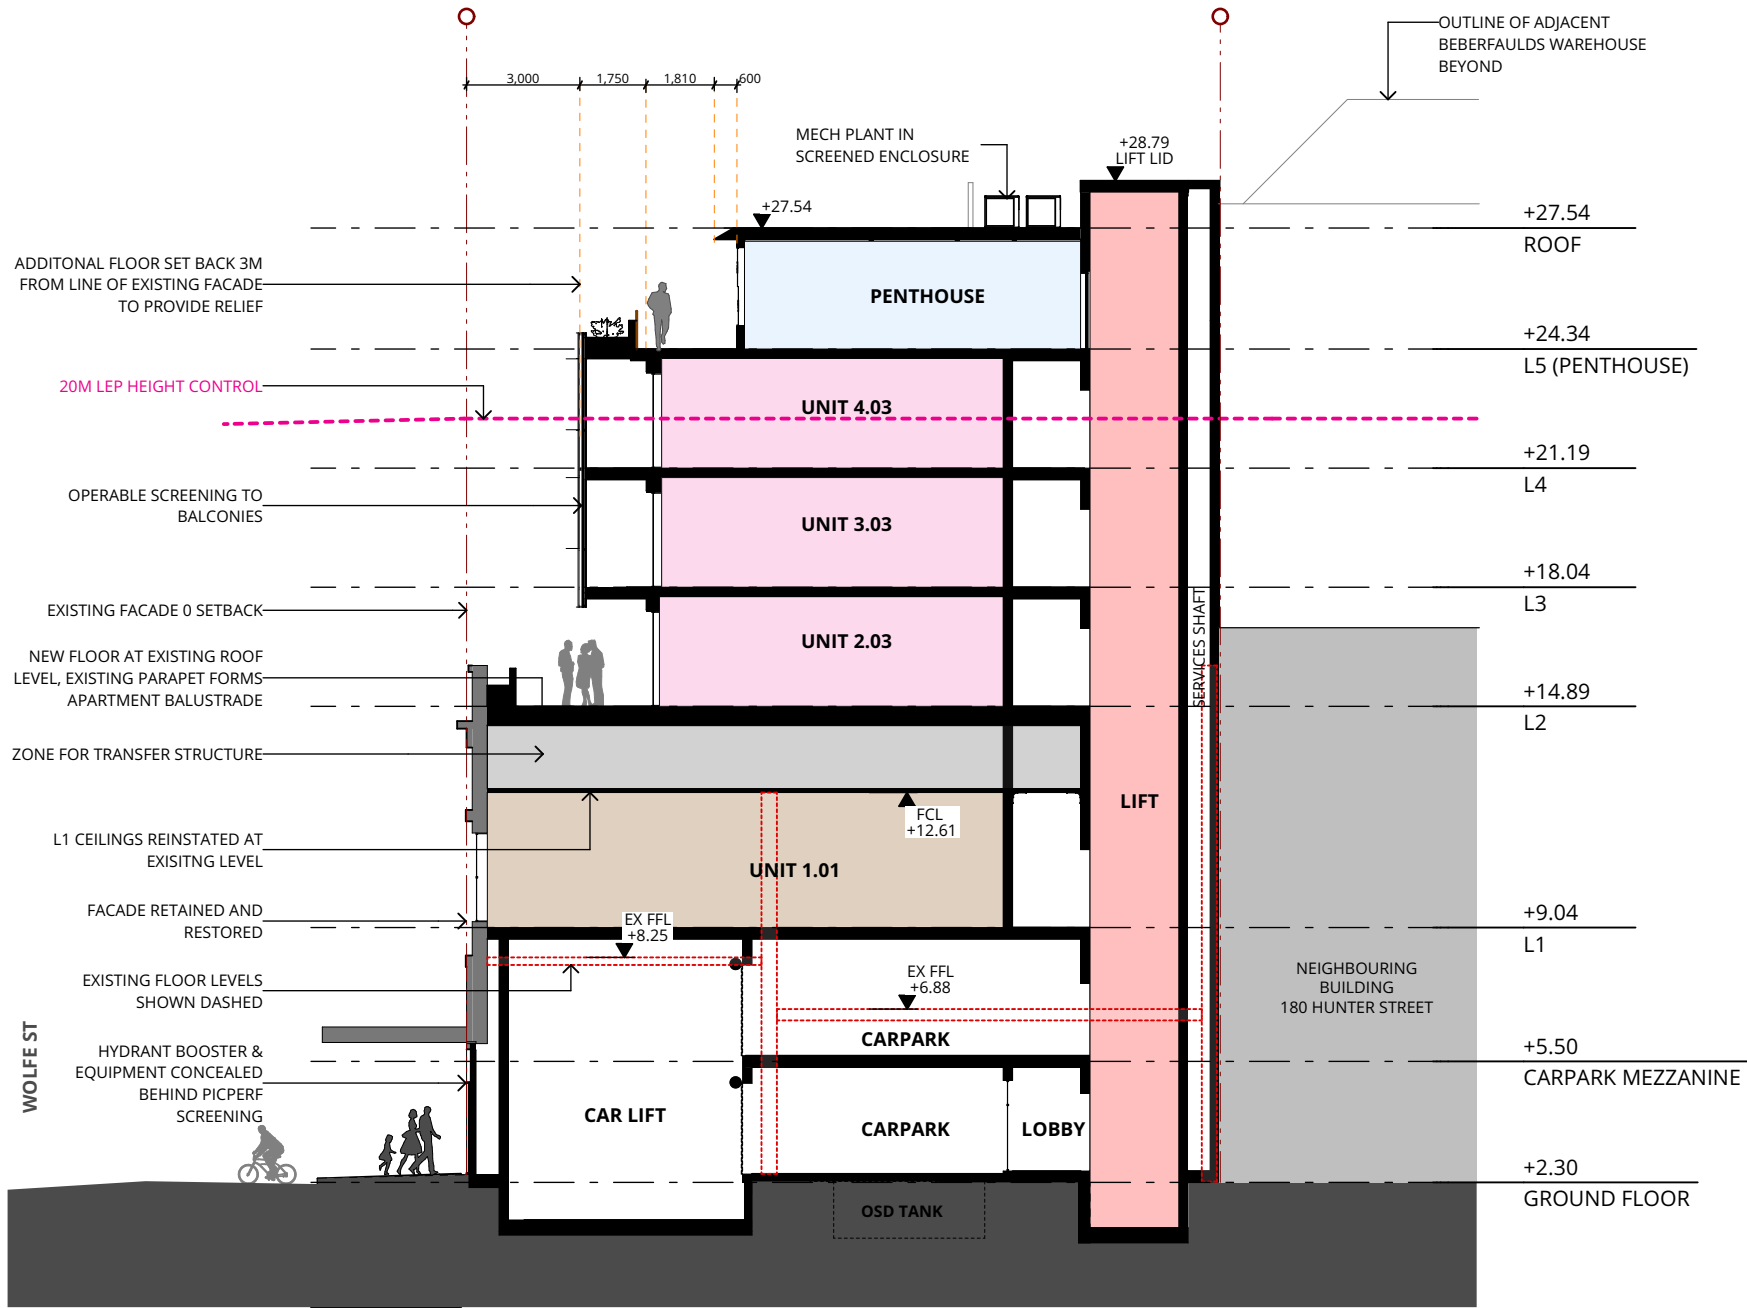 OUTLINE OF ADJACENT
BEBERFAULDS WAREHOUSE
BEYOND
3,000
1,750
1,810
600
MECH PLANT IN
SCREENED ENCLOSURE
+28.79
LIFT LID
+27.54
+27.54
ROOF
ADDITONAL FLOOR SET BACK 3M
FROM LINE OF EXISTING FACADE
TO PROVIDE RELIEF
PENTHOUSE
+24.34
L5 (PENTHOUSE)
20M LEP HEIGHT CONTROL
UNIT 4.03
+21.19
L4
OPERABLE SCREENING TO
BALCONIES
UNIT 3.03
+18.04
L3
EXISTING FACADE 0 SETBACK
SERVICES SHAFT
UNIT 2.03
NEW FLOOR AT EXISTING ROOF
LEVEL, EXISTING PARAPET FORMS
APARTMENT BALUSTRADE
+14.89
L2
ZONE FOR TRANSFER STRUCTURE
LIFT
FCL
+12.61
L1 CEILINGS REINSTATED AT
EXISITNG LEVEL
UNIT 1.01
FACADE RETAINED AND
RESTORED
EX FFL
+8.25
+9.04
L1
EXISTING FLOOR LEVELS
SHOWN DASHED
EX FFL
+6.88
NEIGHBOURING
BUILDING
180 HUNTER STREET
CARPARK
+5.50
CARPARK MEZZANINE
WOLFE ST
HYDRANT BOOSTER &
EQUIPMENT CONCEALED
BEHIND PICPERF
SCREENING
CAR LIFT
CARPARK
LOBBY
+2.30
GROUND FLOOR
OSD TANK